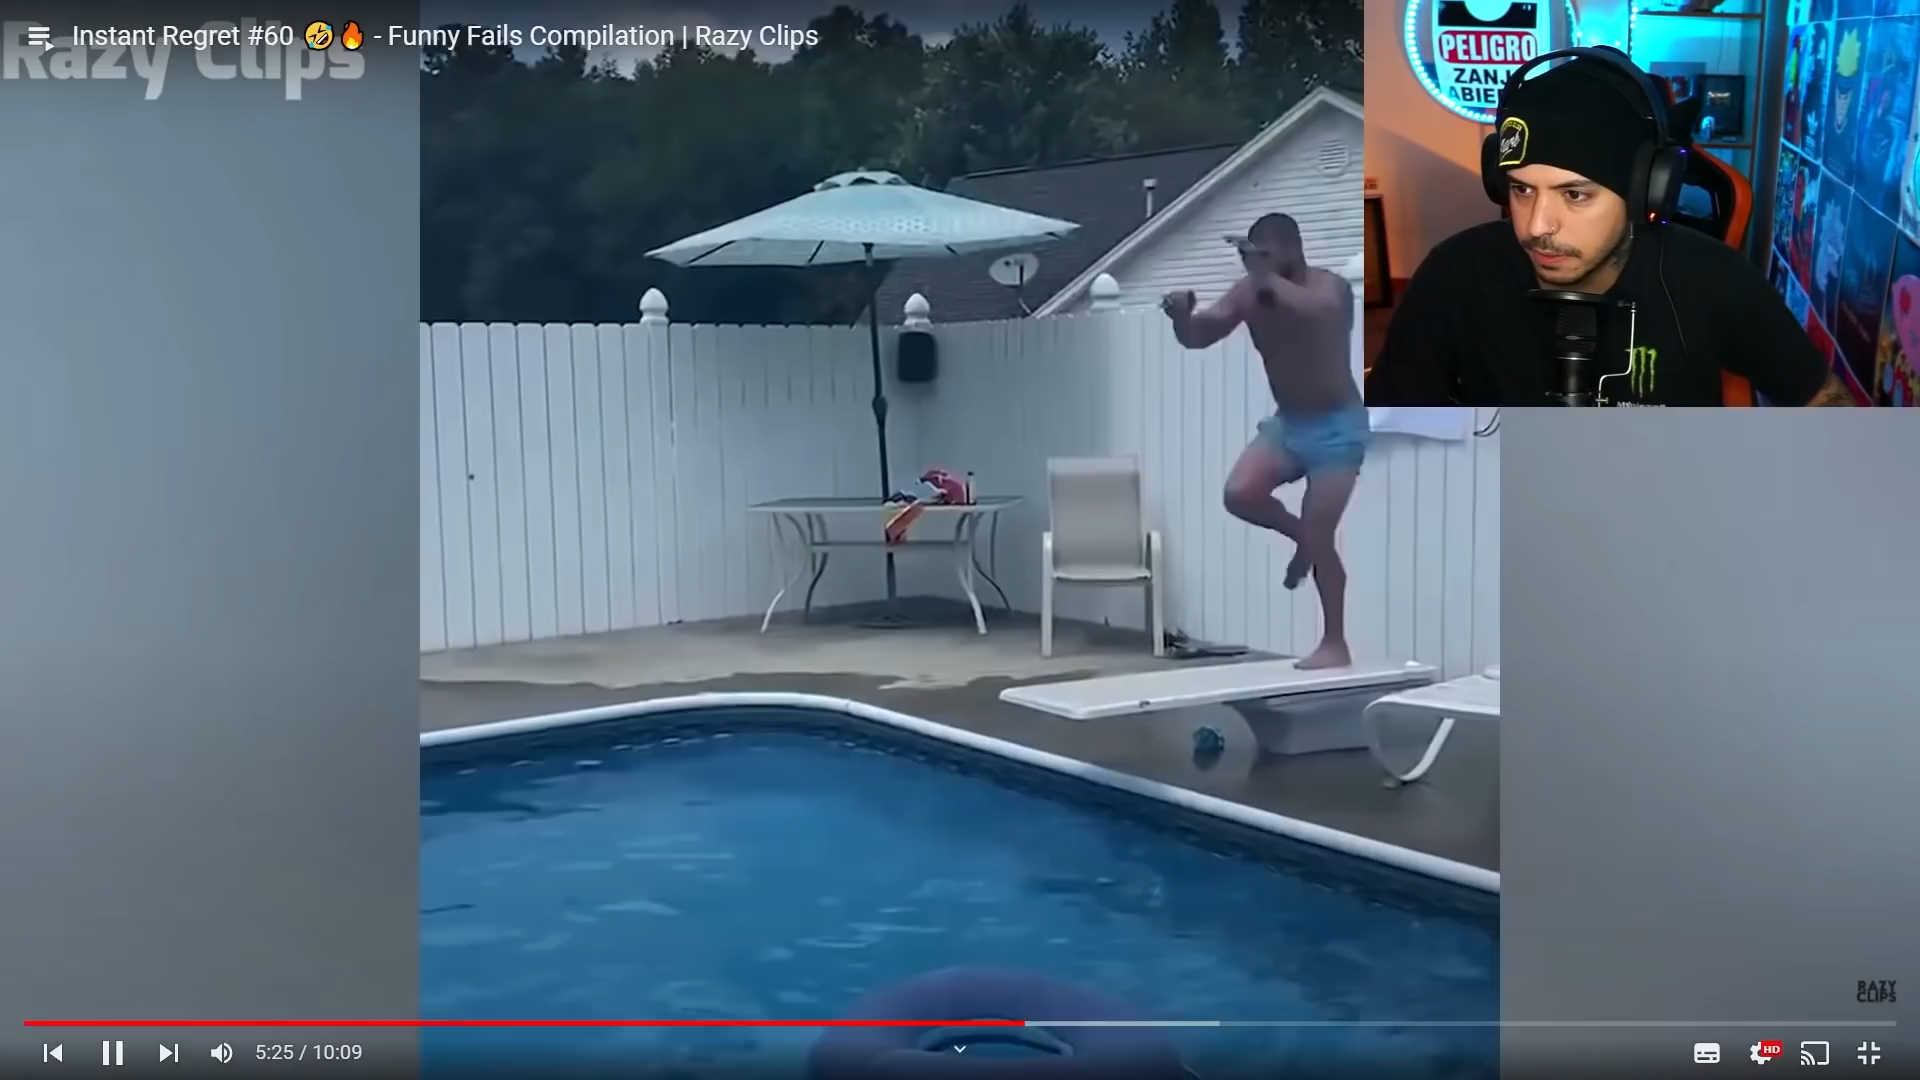 Instant Regret #60 🤣🔥 - Funny Fails Compilation | Razy Clips
Razy Clips
PELIGRO
ZANJ
ABIE
RAZY
CLIPS
5:25 / 10:09
HD